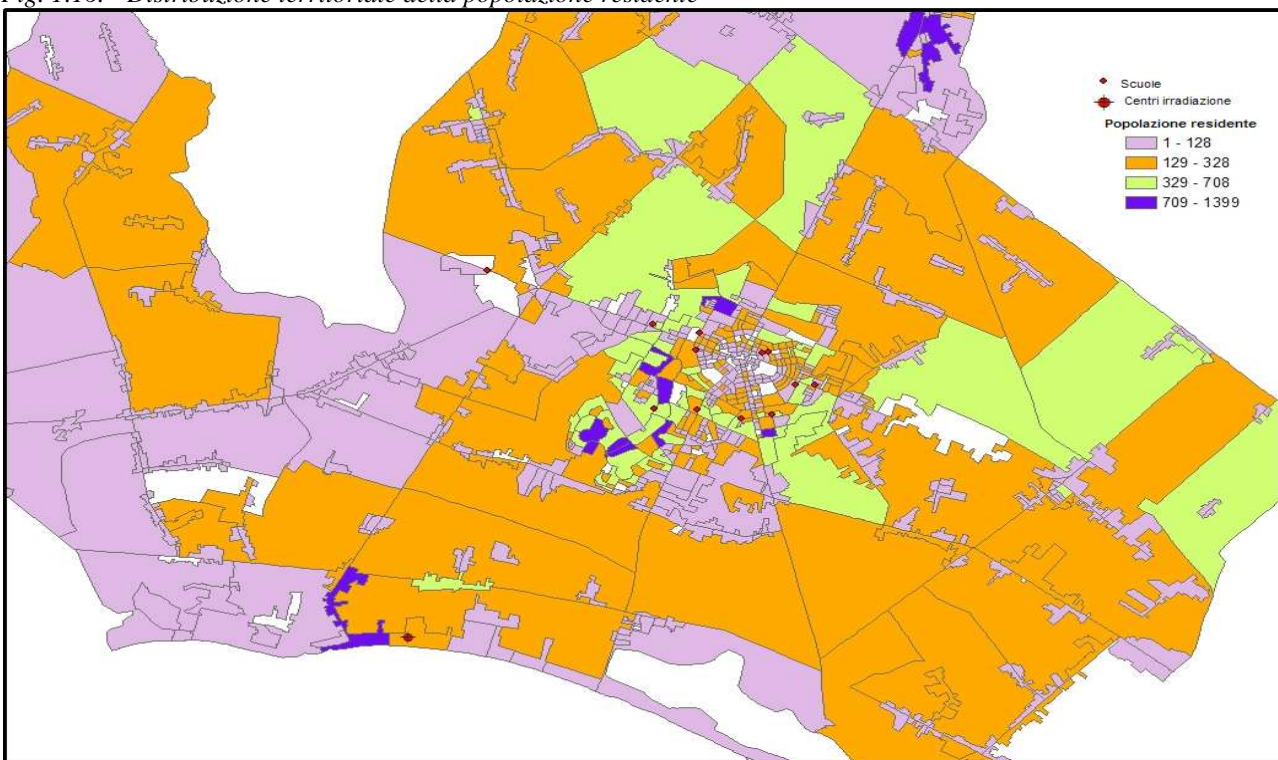 Fig. 1.16. - Distribuzione territoriale della popolazione residente
Scuole
Centri irradiazione
Popolazione residente
1 - 128
129 - 328
329 - 708
709 - 1399